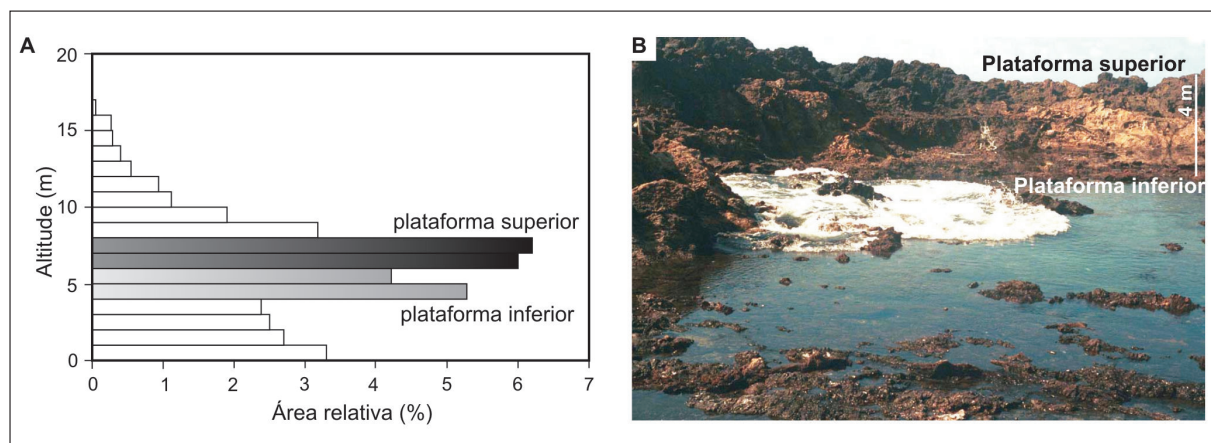 A
20
15
10
5
0
Altitude (m)
plataforma superior
plataforma inferior
0 1 2 3 4 5 6 7
Área relativa (%)
B
Plataforma superior
4 m
Plataforma inferior